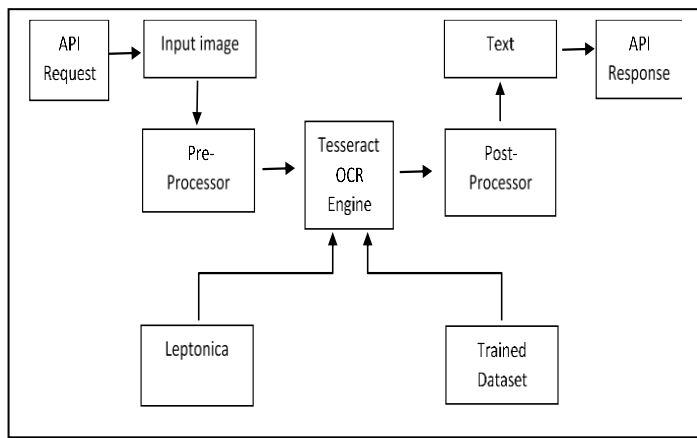 API
Request
Input image
Text
API
Response
Pre-
Processor
Tesseract
OCR
Engine
Post-
Processor
Leptonica
Trained
Dataset